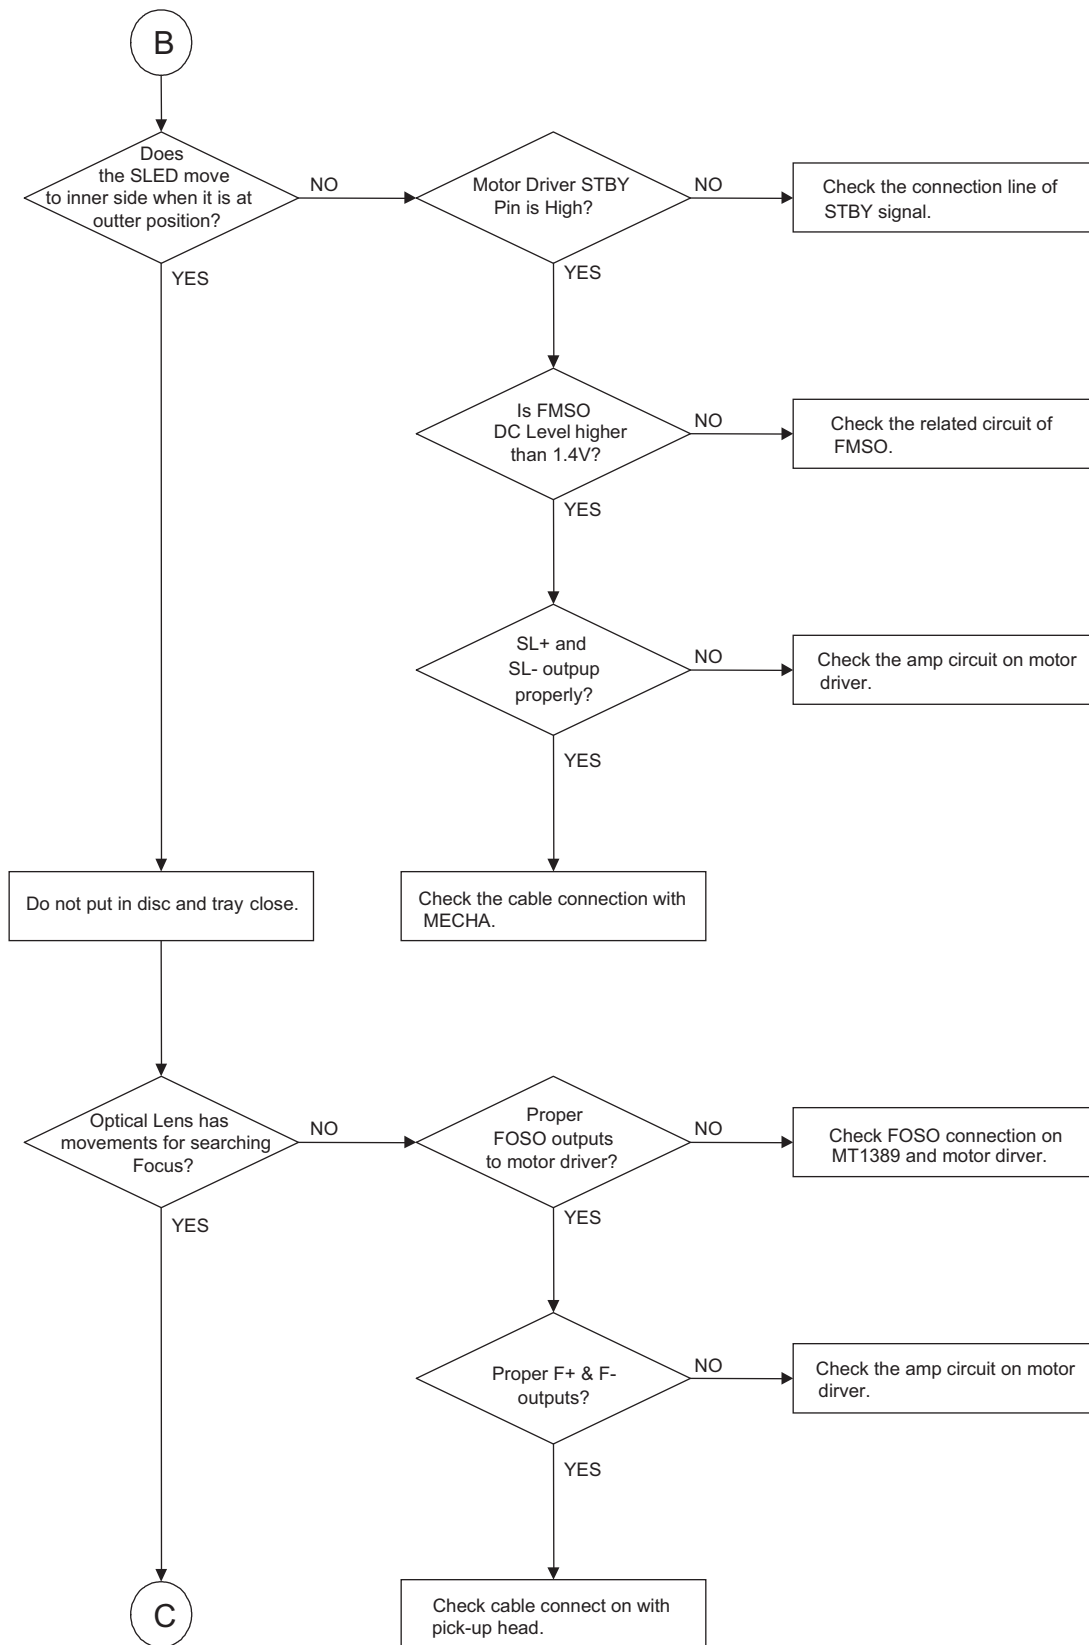 B
Does
the SLED move
to inner side when it is at
outter position?
NO
Motor Driver STBY
Pin is High?
NO
Check the connection line of
STBY signal.
YES
YES
Is FMSO
DC Level higher
than 1.4V?
NO
Check the related circuit of
FMSO.
YES
SL+ and
SL- outpup
properly?
NO
Check the amp circuit on motor
driver.
YES
Do not put in disc and tray close.
Check the cable connection with
MECHA.
Optical Lens has
movements for searching
Focus?
NO
Proper
FOSO outputs
to motor drver?
NO
Check FOSO connection on
MT1389 and motor dirver.
YES
YES
Proper F+ & F-
outputs?
NO
Check the amp circuit on motor
dirver.
YES
C
Check cable connect on with
pick-up head.